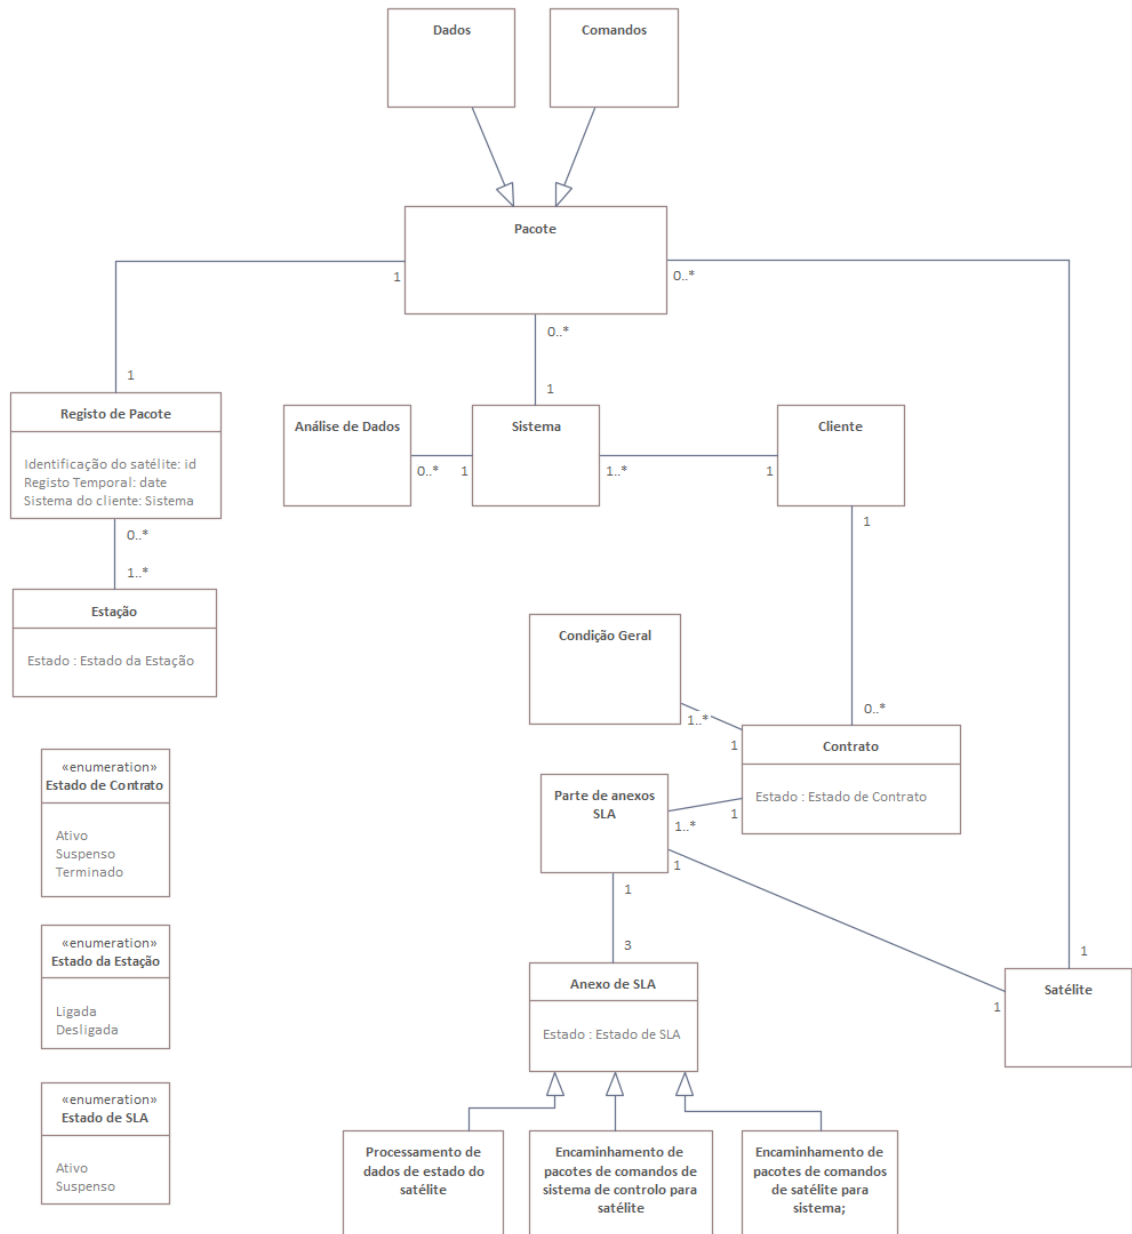 Dados
Comandos
Pacote
1
0..*
0..*
1
1
Registo de Pacote
Identificação do satélite: id
Registo Temporal: date
Sistema do cliente: Sistema
Análise de Dados
Sistema
Cliente
0..*
1
1..*
1
0..*
1..*
1
Estação
Estado : Estado da Estação
Condição Geral
1..*
1
0..*
Contrato
Estado : Estado de Contrato
Parte de anexos
SLA
1..*
1
1
1
3
«enumeration»
Estado de Contrato
Ativo
Suspenso
Terminado
«enumeration»
Estado da Estação
Ligada
Desligada
Anexo de SLA
Estado : Estado de SLA
1
1
Satélite
«enumeration»
Estado de SLA
Ativo
Suspenso
Processamento de
dados de estado do
satélite
Encaminhamento de
pacotes de comandos de
sistema de controlo para
satélite
Encaminhamento de
pacotes de comandos
de satélite para
sistema;